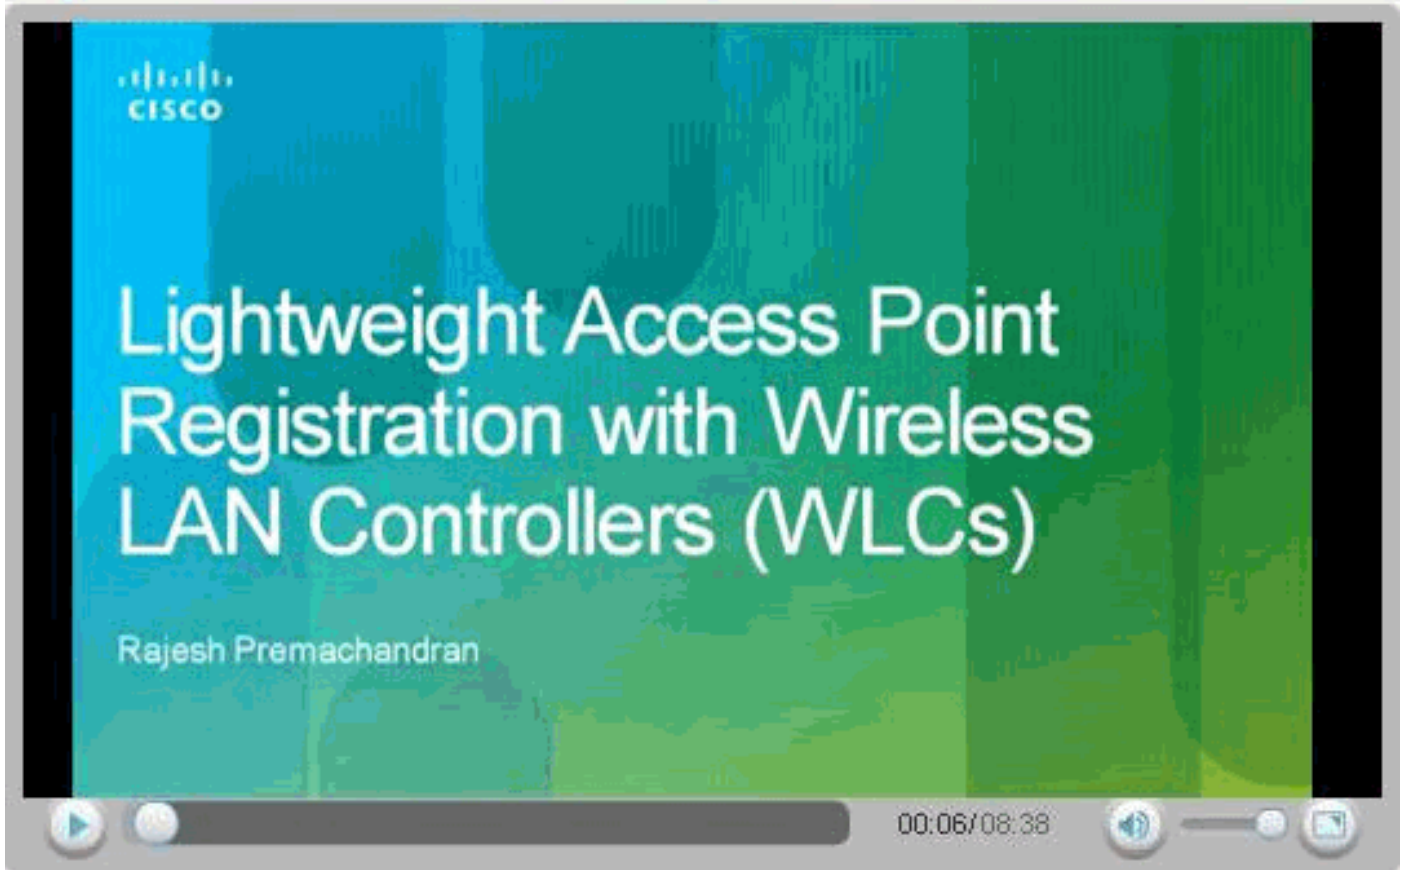 CISCO
Lightweight Access Point
Registration with Wireless
LAN Controllers (WLCs)
Rajesh Premachandran
00:06/08:38